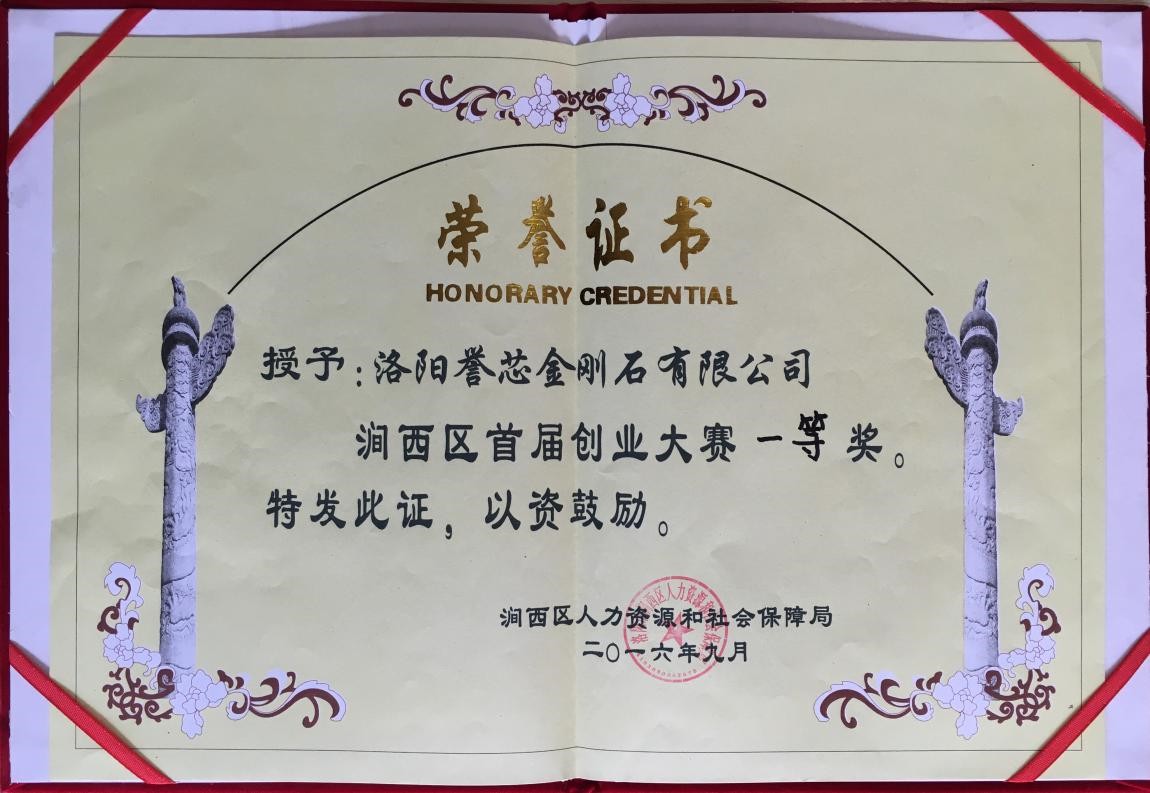 荣誉证书
HONORARY CREDENTIAL
授予:洛阳誉芯金刚石有限公司
涧西区首届创业大赛一等奖。
特发此证，以资鼓励。
涧西区人力资源和社会保障局
二〇一六年九月